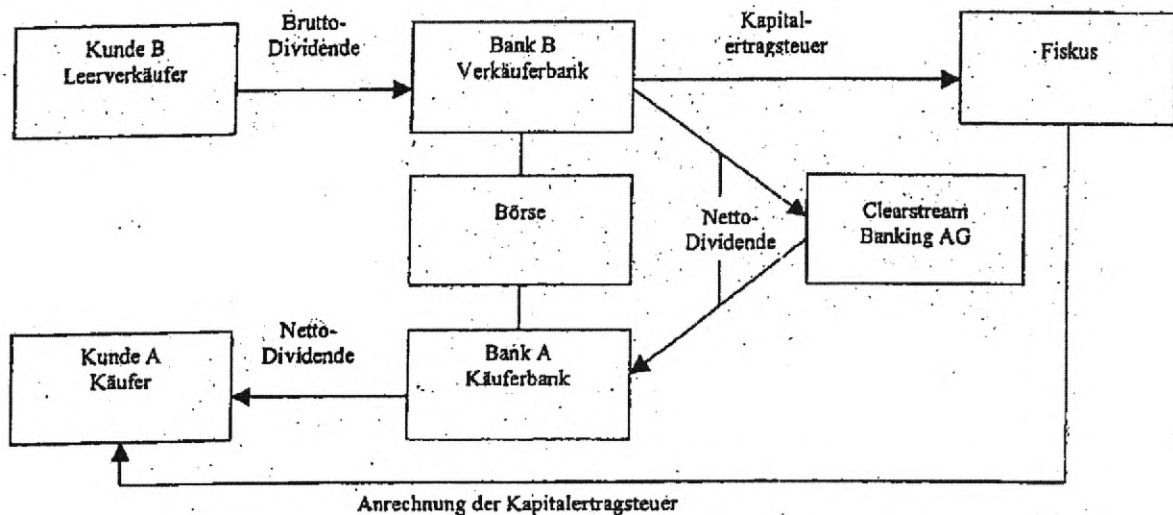 Brutto-
Dividende
Kapital-
ertragsteuer
Kunde B
Leerverkäufer
Bank B
Verkäuferbank
Fiskus
Börse
Netto-
Dividende
Clearstream
Banking AG
Netto-
Dividende
Kunde A
Käufer
Bank A
Käuferbank
Anrechnung der Kapitalertragsteuer